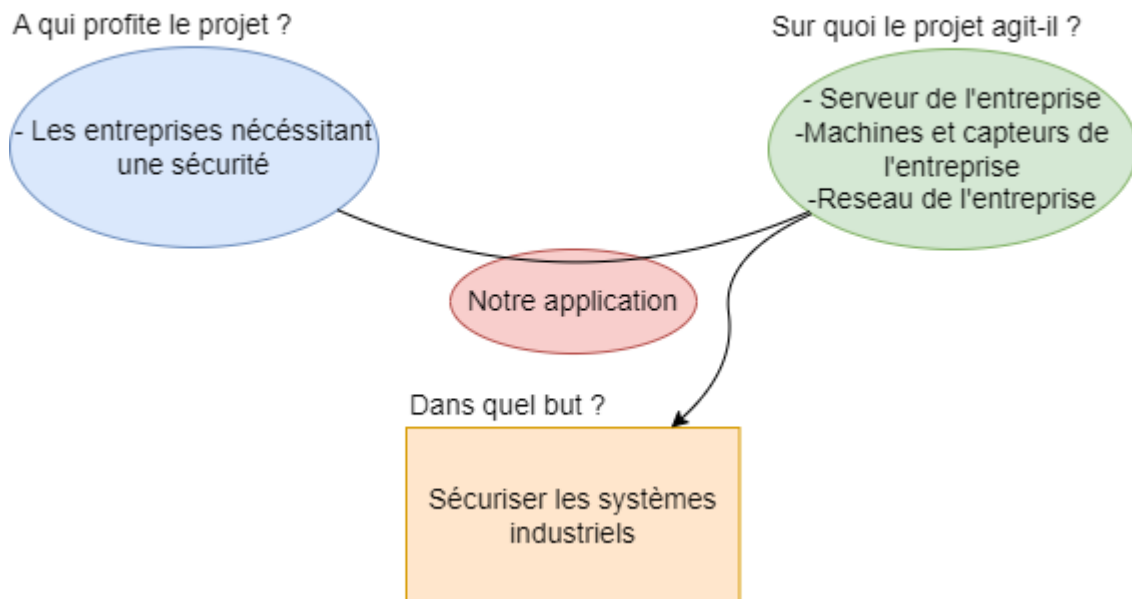 A qui profite le projet ?
- Les entreprises nécéssitant
une sécurité
Sur quoi le projet agit-il ?
- Serveur de l'entreprise
-Machines et capteurs de
l'entreprise
-Reseau de l'entreprise
Notre application
Dans quel but ?
Sécuriser les systèmes
industriels